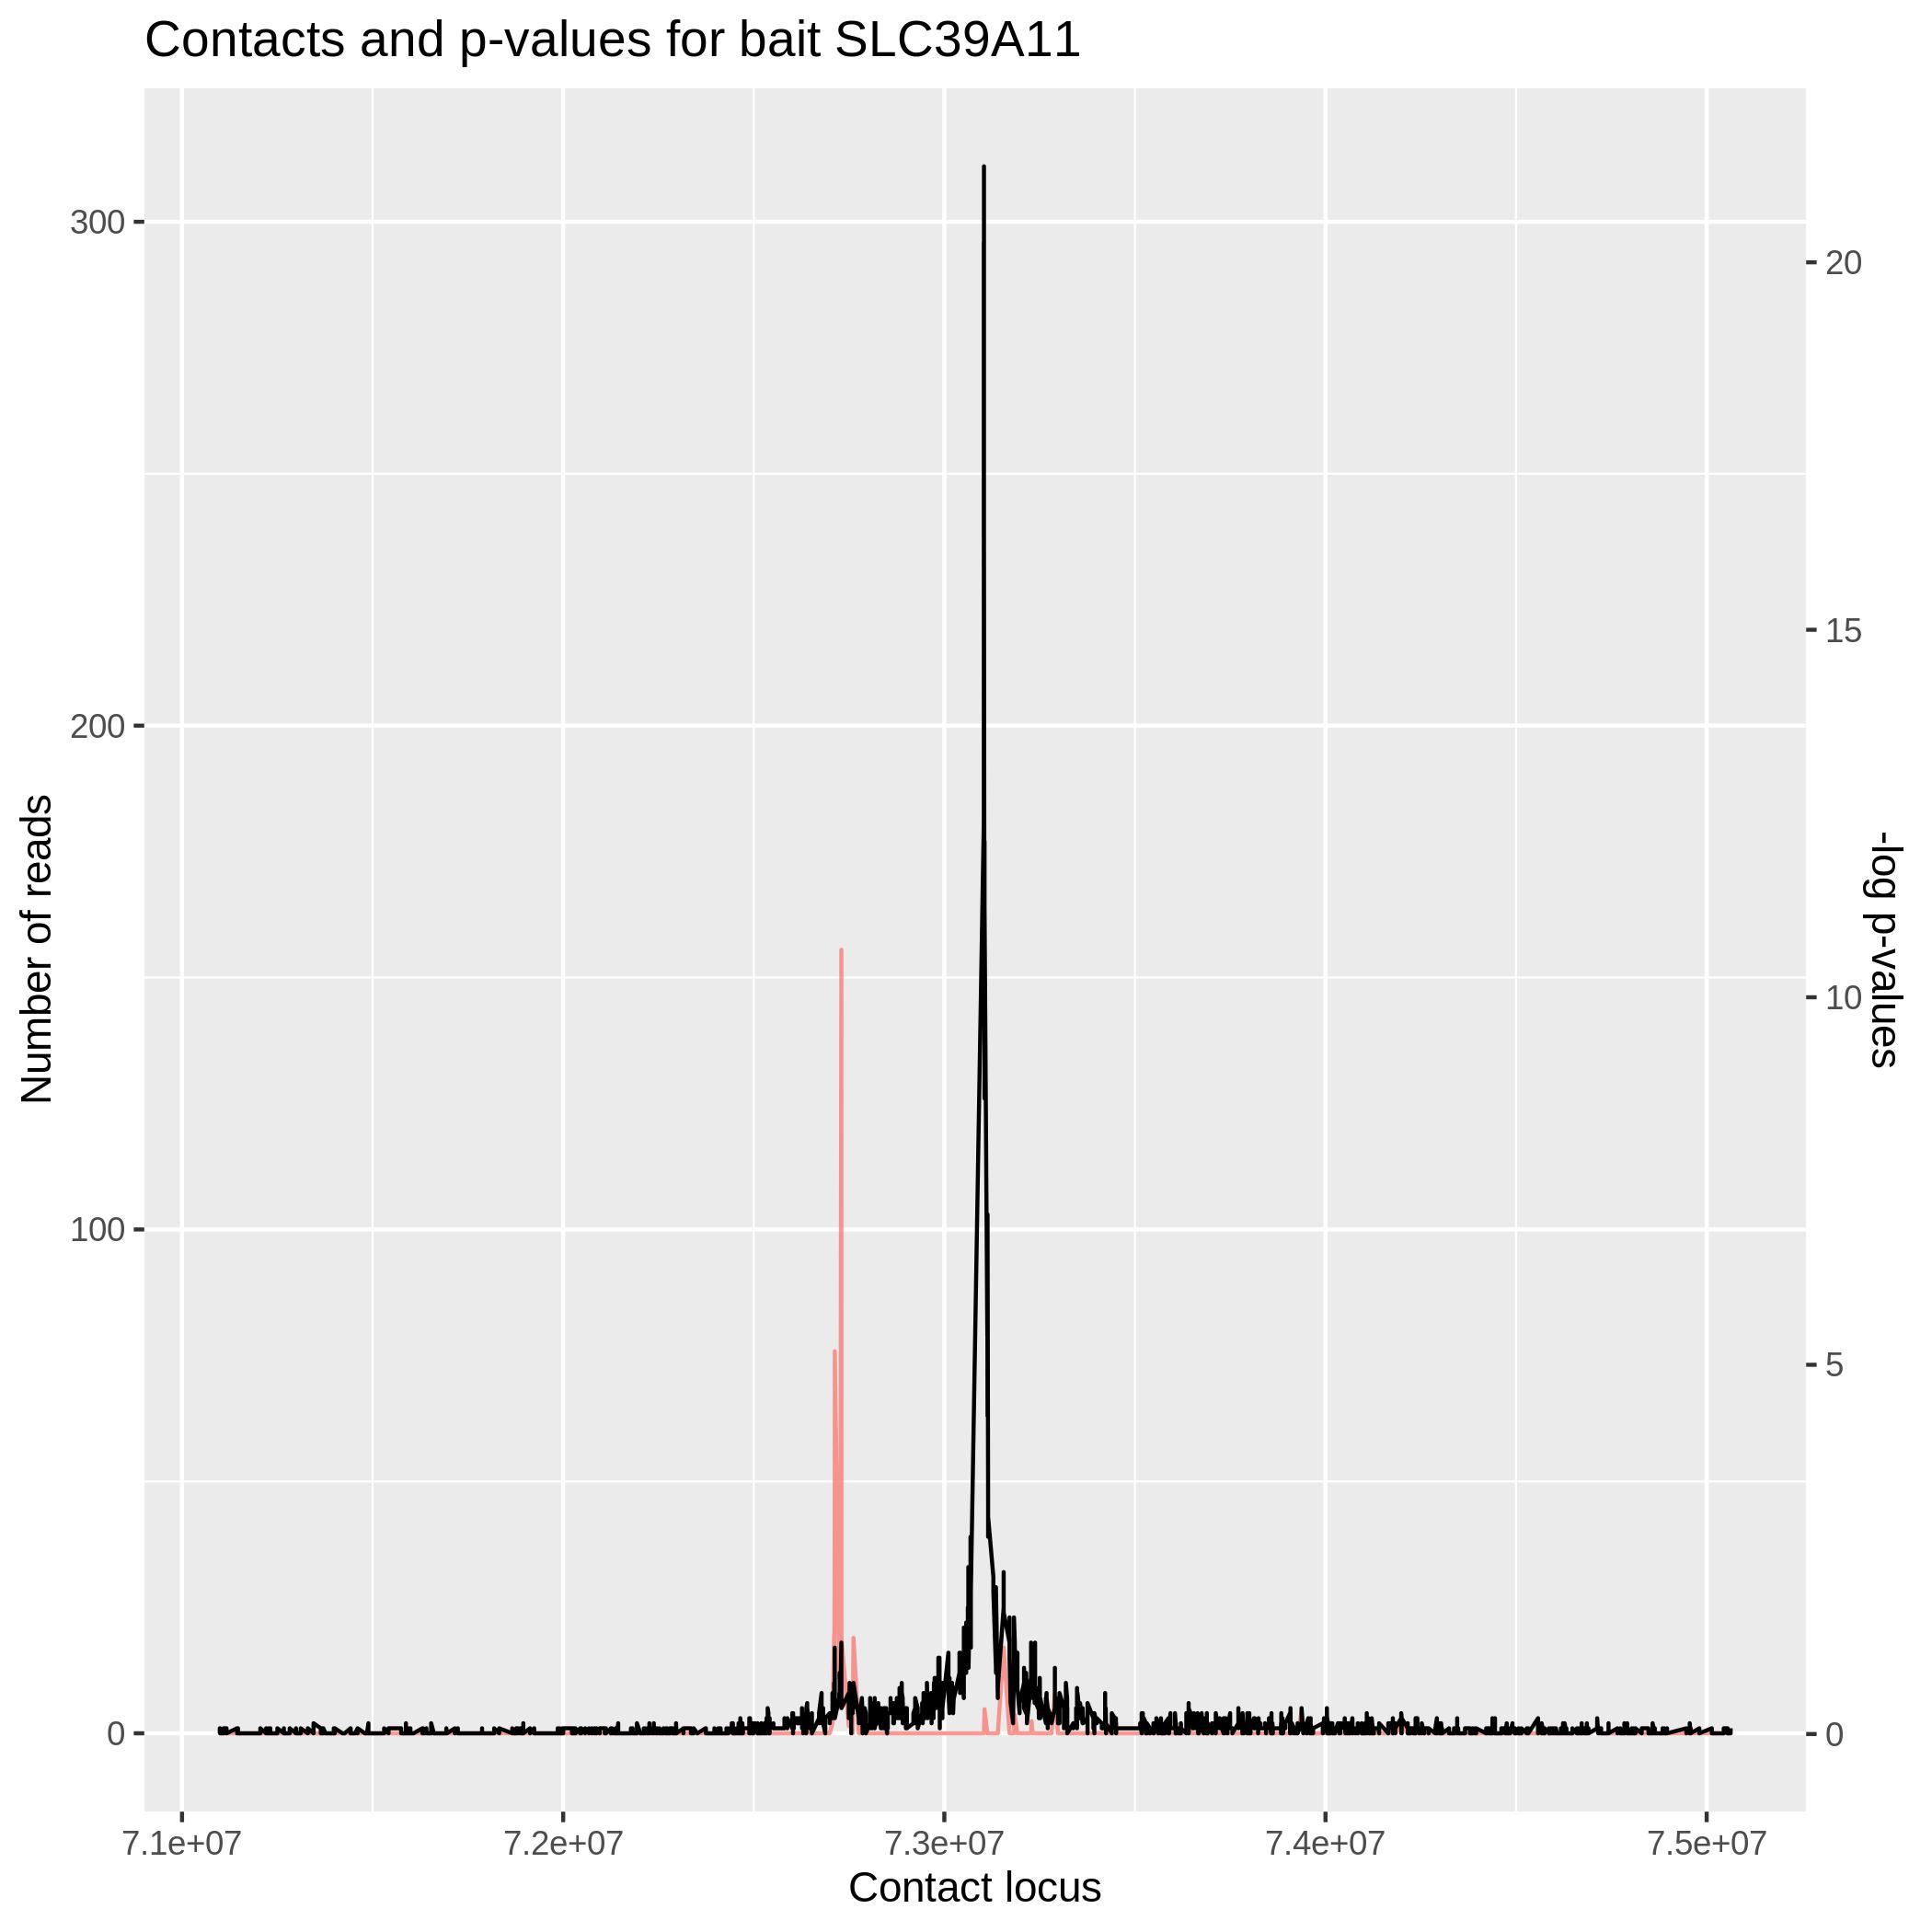 Contacts and p-values for bait SLC39A11
300
200
100
0
20
15
10
5
0
Number of reads
-log p-values
7.1e+07 7.2e+07 7.3e+07 7.4e+07 7.5e+07
Contact locus